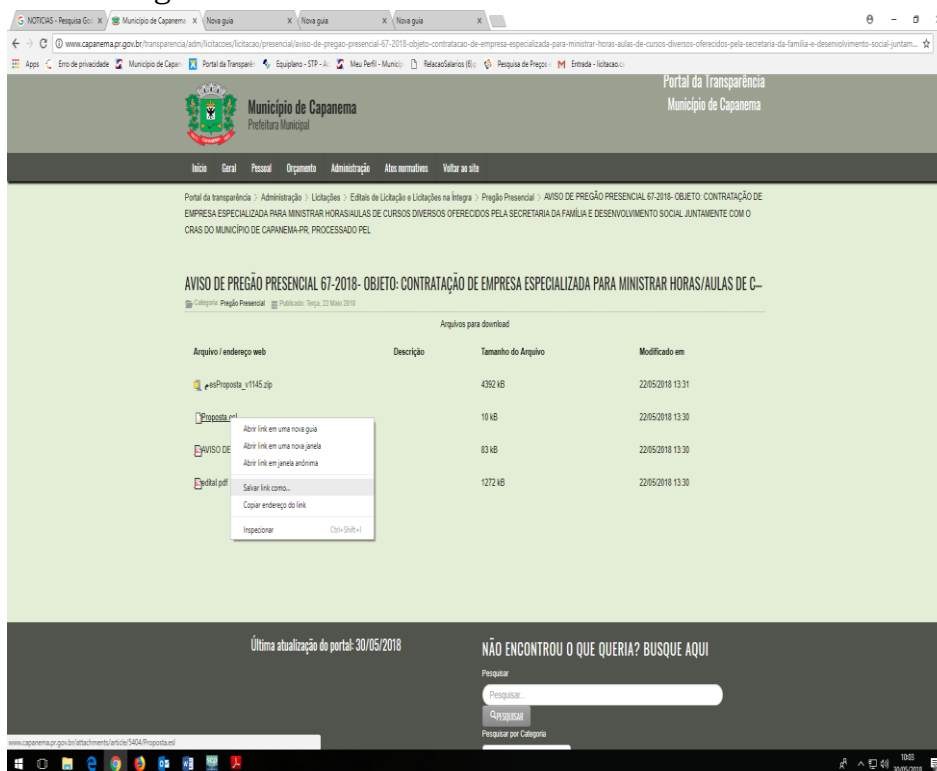 NOTICIAS - Pesquisa Goo
Município de Capanema
Nova guia
Nova guia
Nova guia
www.capanema.pr.gov.br/transparencia/adm/licitacoes/licitacao/presencial/aviso-de-pregao-presencial-67-2018-objeto-contratacao-de-empresa-especializada-para-ministrar-horas-aulas-de-cursos-diversos-oferecidos-pela-secretaria-da-familia-e-desenvolvimento-social-juntam...
Apps Erro de privacidade Município de Capan Portal da Transparên Equiplano - STP - Ac Meu Perfil - Municíp RelacaoSalarios (6).p Pesquisa de Preços - Entrada - licitacao.c
Portal da Transparência
Município de Capanema
Município de Capanema
Prefeitura Municipal
Início Geral Pessoal Orçamento Administração Atos normativos Voltar ao site
Portal da transparência > Administração > Licitações > Editais de Licitação e Licitações na Íntegra > Pregão Presencial > AVISO DE PREGÃO PRESENCIAL 67-2018- OBJETO: CONTRATAÇÃO DE
EMPRESA ESPECIALIZADA PARA MINISTRAR HORAS/AULAS DE CURSOS DIVERSOS OFERECIDOS PELA SECRETARIA DA FAMÍLIA E DESENVOLVIMENTO SOCIAL JUNTAMENTE COM O
CRAS DO MUNICÍPIO DE CAPANEMA-PR, PROCESSADO PEL
AVISO DE PREGÃO PRESENCIAL 67-2018- OBJETO: CONTRATAÇÃO DE EMPRESA ESPECIALIZADA PARA MINISTRAR HORAS/AULAS DE C...
Categoria: Pregão Presencial Publicado: Terça, 22 Maio 2018
Arquivos para download
Arquivo / endereço web Descrição Tamanho do Arquivo Modificado em
esProposta_v1145.zip 4392 kB 22/05/2018 13:31
Proposta.esl 10 kB 22/05/2018 13:30
Abrir link em uma nova guia
Abrir link em uma nova janela
AVISO DE 83 kB 22/05/2018 13:30
Abrir link em janela anônima
edital.pdf 1272 kB 22/05/2018 13:30
Salvar link como...
Copiar endereço do link
Inspecionar Ctrl+Shift+I
Última atualização do portal: 30/05/2018
NÃO ENCONTROU O QUE QUERIA? BUSQUE AQUI
Pesquisar
Pesquisar...
PESQUISAR
Pesquisar por Categoria
www.capanema.pr.gov.br/attachments/article/5404/Proposta.esl
10:03
30/05/2018